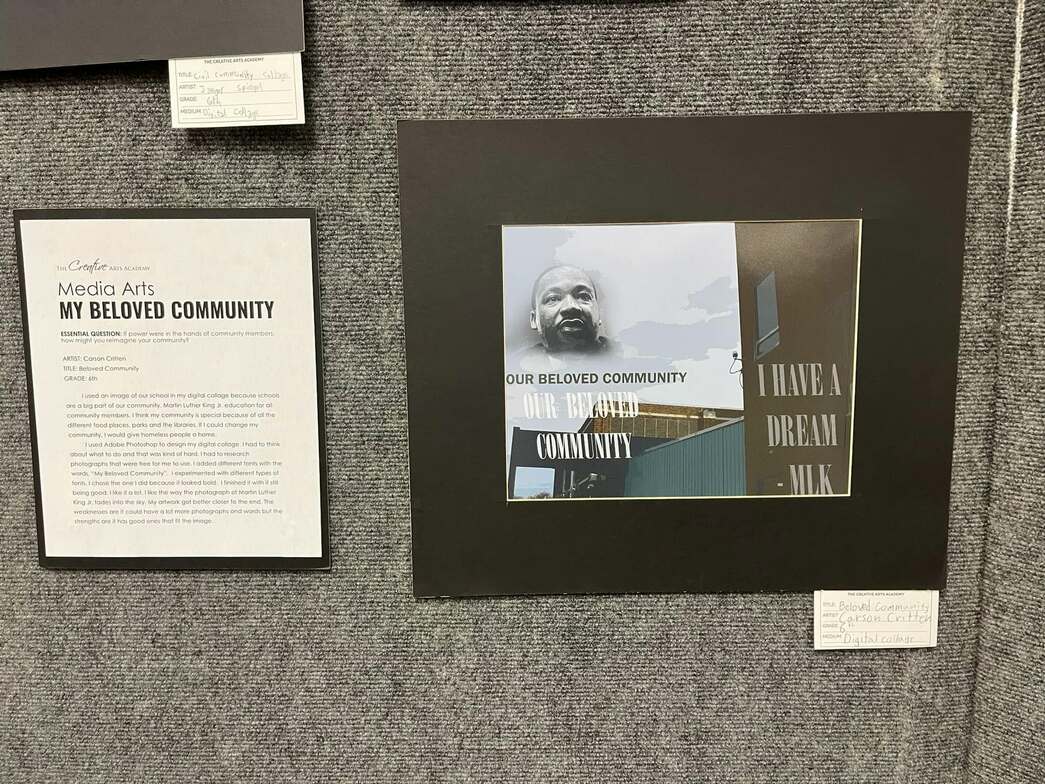 THE CREATIVE ARTS ACADEMY
TITLE: Civil Community Collage
ARTIST:
GRADE: 6th
MEDIUM: Digital Collage
THE Creative ARTS ACADEMY
Media Arts
MY BELOVED COMMUNITY
ESSENTIAL QUESTION: If power were in the hands of community members,
how might you reimagine your community?
ARTIST: Carson Critten
TITLE: Beloved Community
GRADE: 6th
I used an image of our school in my digital collage because schools
are a big part of our community. Martin Luther King Jr. education for all
community members. I think my community is special because of all the
different food places, parks and the libraries. If I could change my
community, I would give homeless people a home.
I used Adobe Photoshop to design my digital collage. I had to think
about what to do and that was kind of hard. I had to research
photographs that were free for me to use. I added different fonts with the
words, "My Beloved Community". I experimented with different types of
fonts. I chose the one I did because it looked bold. I finished it with it still
being good. I like it a lot. I like the way the photograph of Martin Luther
King Jr. fades into the sky. My artwork got better closer to the end. The
weaknesses are it could have a lot more photographs and words but the
strengths are it has good ones that fit the image.
OUR BELOVED COMMUNITY
OUR BELOVED
COMMUNITY
I HAVE A
DREAM
MLK
THE CREATIVE ARTS ACADEMY
TITLE: Beloved Community
ARTIST: Carson Critten
GRADE: 6th
MEDIUM: Digital collage